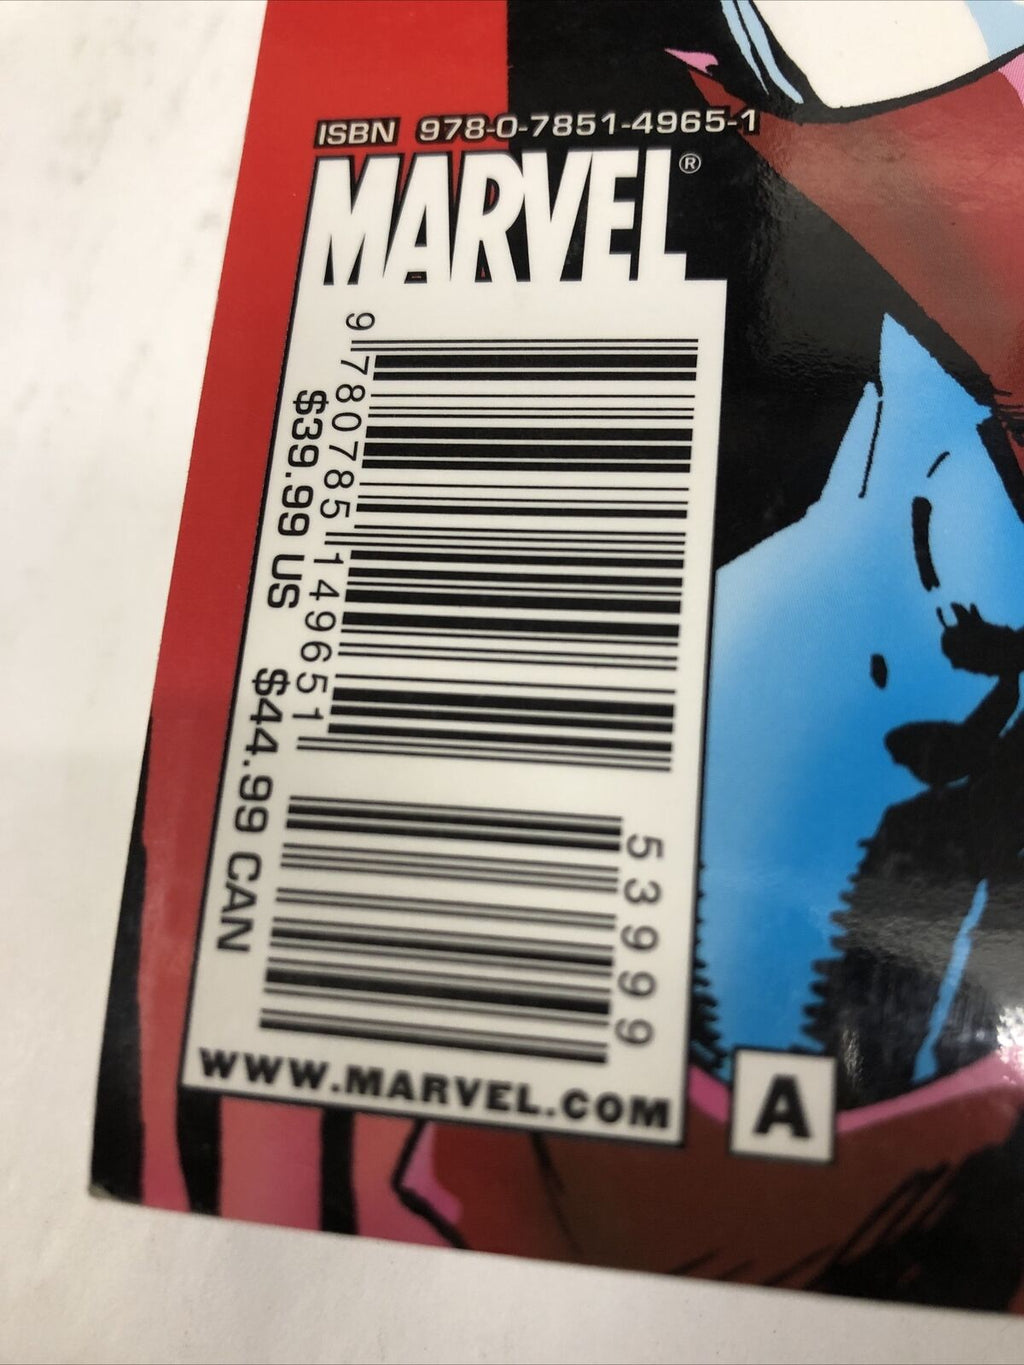 ISBN 978-0-7851-4965-1
MARVEL®
9 780785 149651
$39.99 US $44.99 CAN
53999
WWW.MARVEL.COM
A